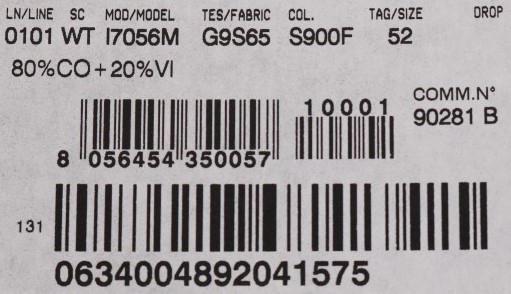 LN/LINE SC MOD/MODEL TES/FABRIC COL. TAG/SIZE DROP
0101 WT I7056M G9S65 S900F 52
80%CO+20%VI
10001
COMM.N°
90281 B
8 056454 350057
131
0634004892041575